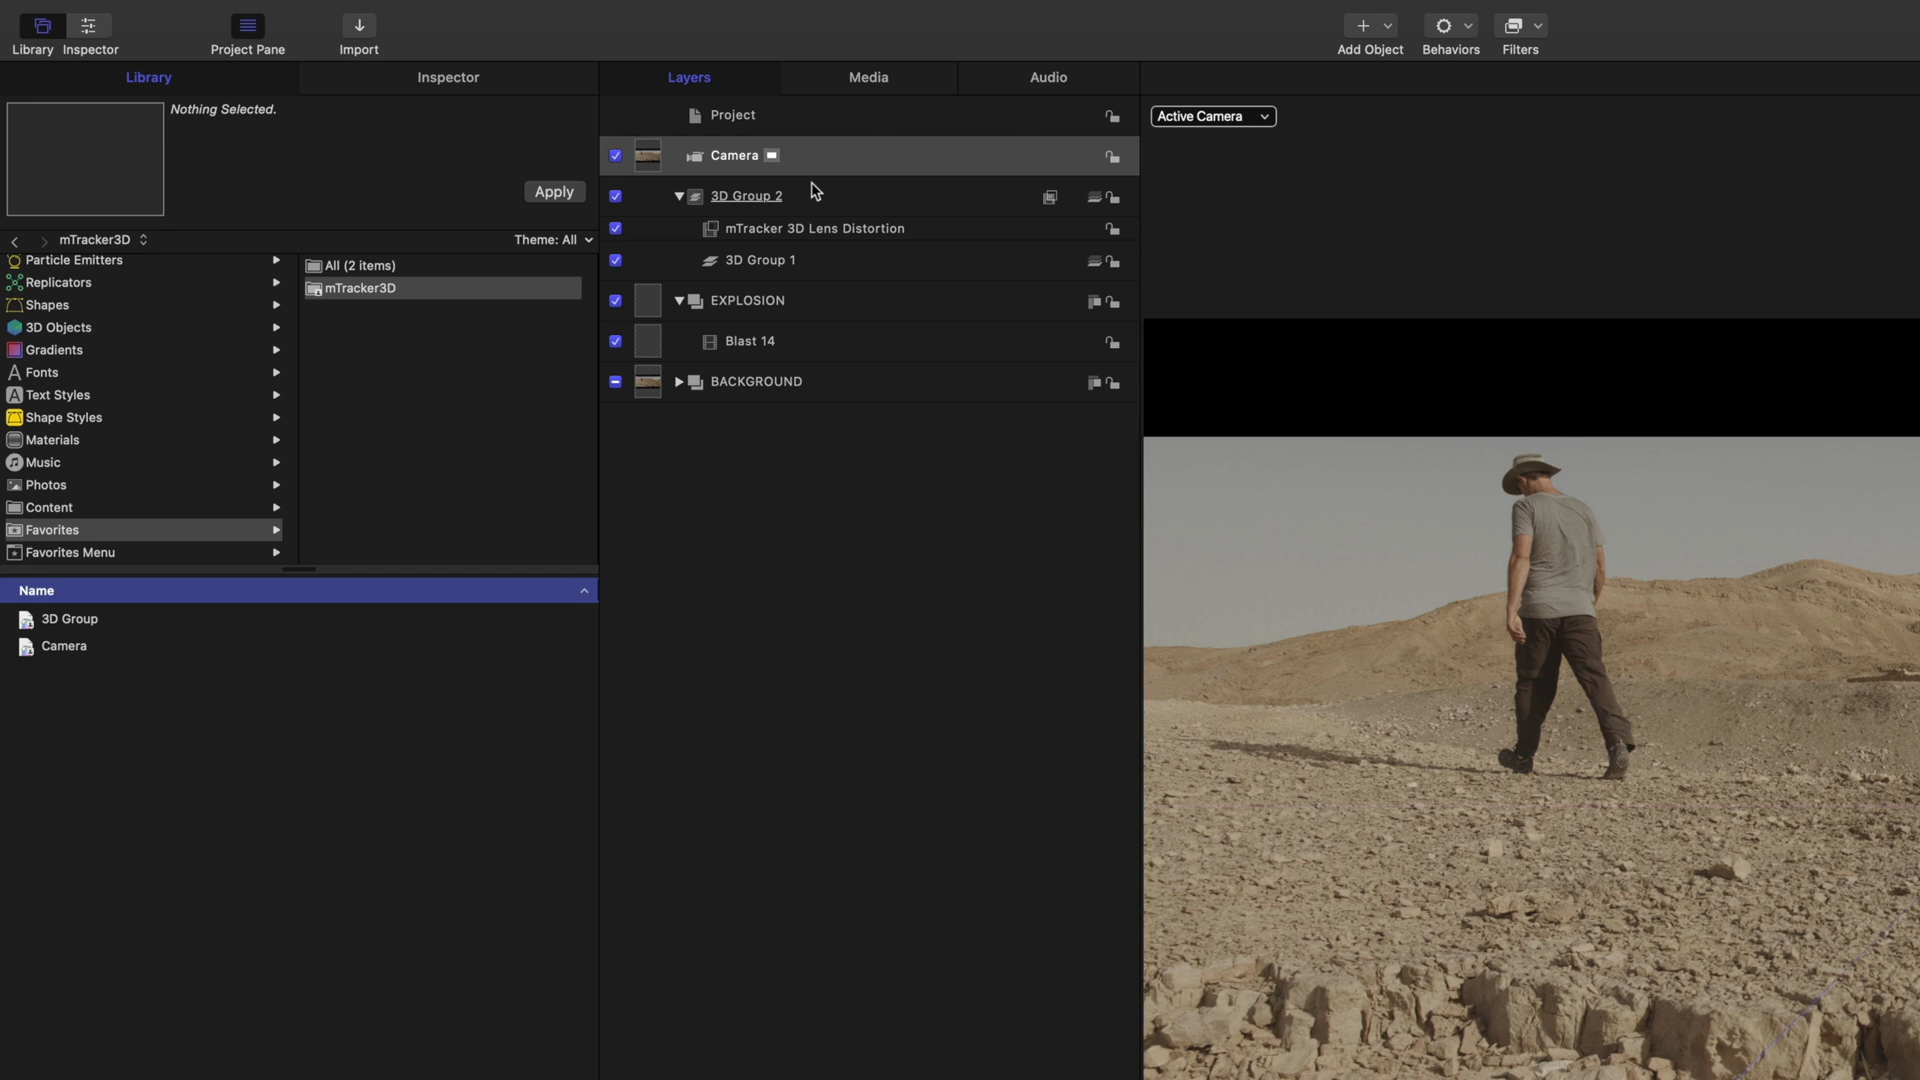 Library Inspector Project Pane Import Add Object Behaviors Filters
Library Inspector Layers Media Audio
Nothing Selected.
Apply
mTracker3D Theme: All
Particle Emitters
Replicators
Shapes
3D Objects
Gradients
Fonts
Text Styles
Shape Styles
Materials
Music
Photos
Content
Favorites
Favorites Menu
All (2 items)
mTracker3D
Name
3D Group
Camera
Project
Camera
3D Group 2
mTracker 3D Lens Distortion
3D Group 1
EXPLOSION
Blast 14
BACKGROUND
Active Camera